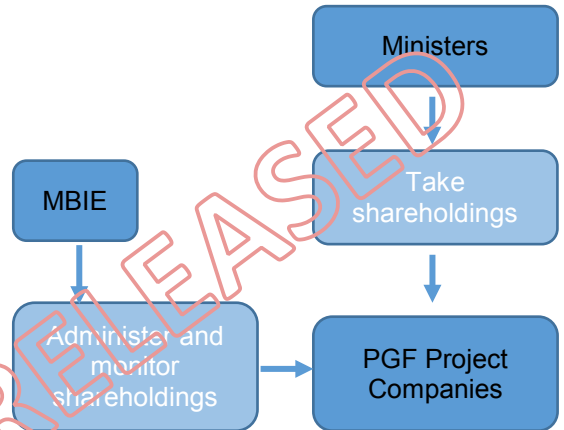 Ministers
MBIE
Take
shareholdings
Administer and
monitor
shareholdings
PGF Project
Companies
RELEASED